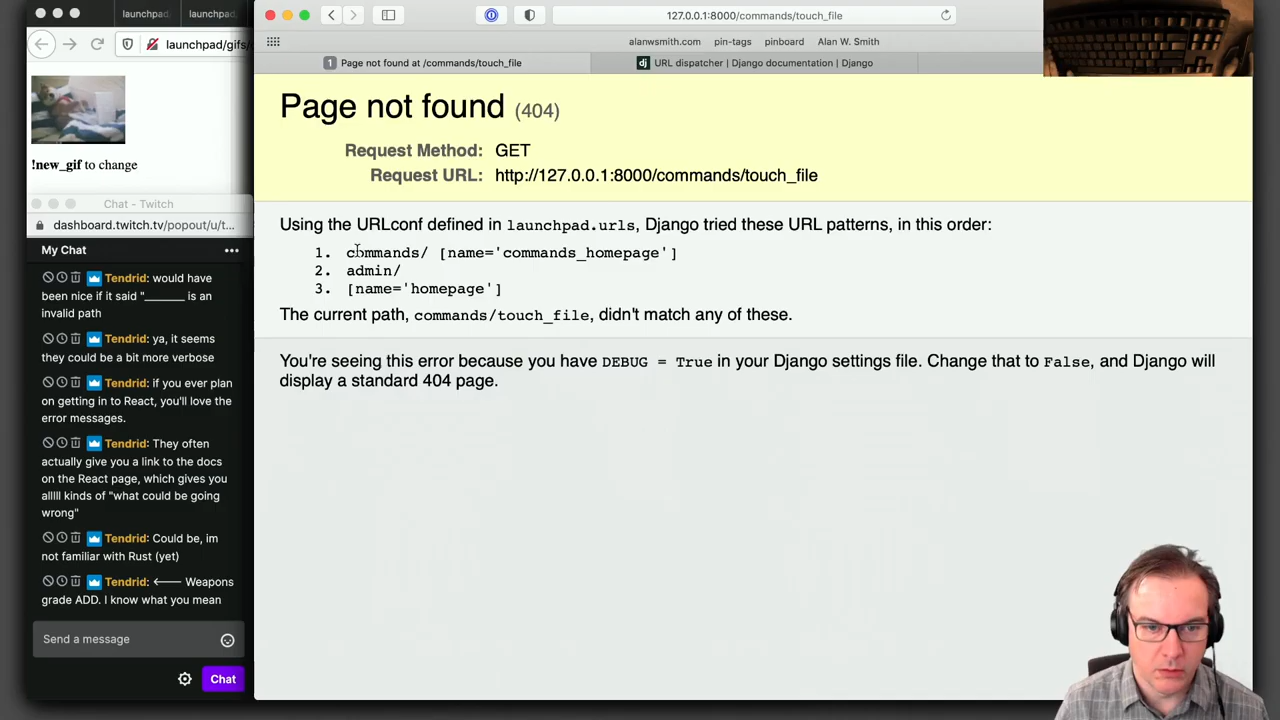 launchpad
launchpad,
launchpad/gifs/
!new_gif to change
Chat - Twitch
dashboard.twitch.tv/popout/u/t...
My Chat
Tendrid: would have
been nice if it said "_______ is an
invalid path
Tendrid: ya, it seems
they could be a bit more verbose
Tendrid: if you ever plan
on getting in to React, you'll love the
error messages.
Tendrid: They often
actually give you a link to the docs
on the React page, which gives you
alllll kinds of "what could be going
wrong"
Tendrid: Could be, im
not familiar with Rust (yet)
Tendrid: <--- Weapons
grade ADD. I know what you mean
Send a message
Chat
127.0.0.1:8000/commands/touch_file
alanwsmith.com pin-tags pinboard Alan W. Smith
1 Page not found at /commands/touch_file
dj URL dispatcher | Django documentation | Django
Page not found (404)
Request Method: GET
Request URL: http://127.0.0.1:8000/commands/touch_file
Using the URLconf defined in launchpad.urls, Django tried these URL patterns, in this order:
1. commands/ [name='commands_homepage']
2. admin/
3. [name='homepage']
The current path, commands/touch_file, didn't match any of these.
You're seeing this error because you have DEBUG = True in your Django settings file. Change that to False, and Django will
display a standard 404 page.